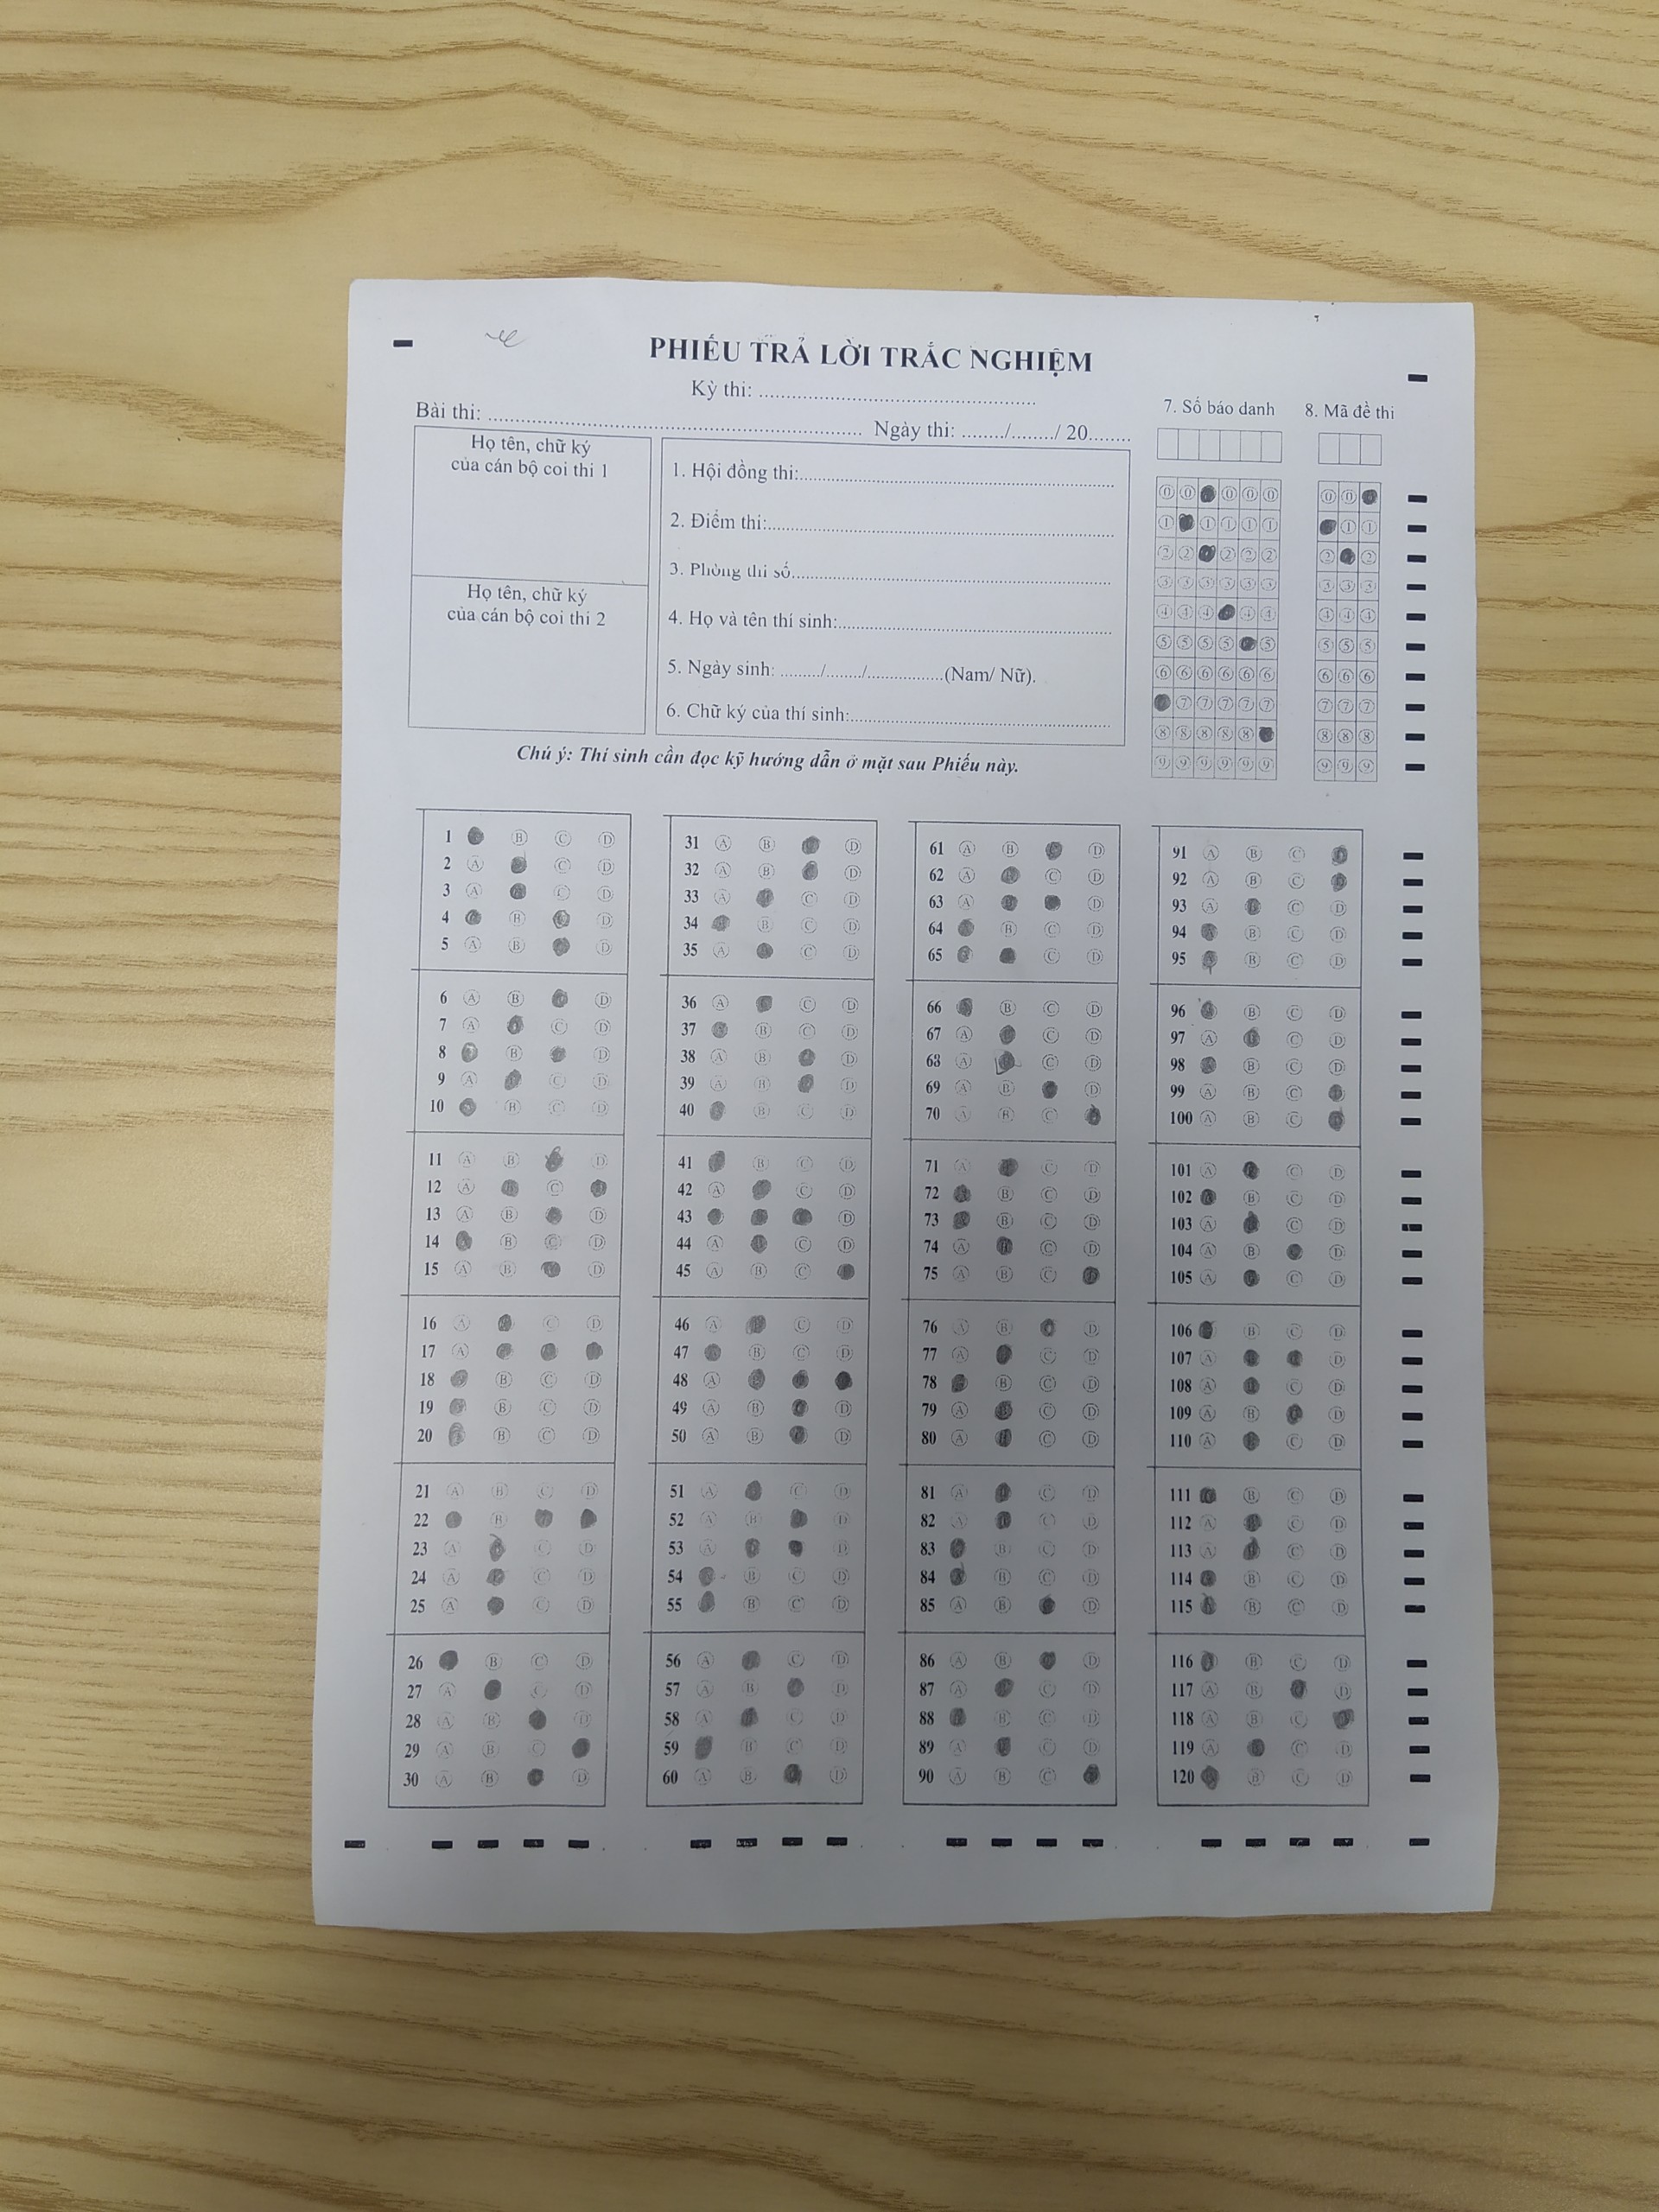 PHIẾU TRẢ LỜI TRẮC NGHIỆM
Kỳ thi: ..................................................
Bài thi: .................................................................... Ngày thi: ......../......../ 20........
7. Số báo danh
8. Mã đề thi
Họ tên, chữ ký
của cán bộ coi thi 1
Họ tên, chữ ký
của cán bộ coi thi 2
1. Hội đồng thi:..............................................................
2. Điểm thi:....................................................................
3. Phòng thi số...............................................................
4. Họ và tên thí sinh:......................................................
5. Ngày sinh: ......../......./................(Nam/ Nữ).
6. Chữ ký của thí sinh:...................................................
0 0 0 0 0
1 1 1 1 1
2 2 2 2 2
3 3 3 3 3 3
4 4 4 4 4
5 5 5 5 5
6 6 6 6 6 6
7 7 7 7 7
8 8 8 8 8
9 9 9 9 9 9
0 0
1 1
2 2
3 3 3
4 4 4
5 5 5
6 6 6
7 7 7
8 8 8
9 9 9
Chú ý: Thí sinh cần đọc kỹ hướng dẫn ở mặt sau Phiếu này.
1 B C D
2 A C D
3 A C D
4 B D
5 A B D
6 A B D
7 A C D
8 B D
9 A C D
10 B C D
11 A B D
12 A C
13 A B D
14 B C D
15 A B D
16 A C D
17 A
18 B C D
19 B C D
20 B C D
21 A B C D
22 B
23 A C D
24 A C D
25 A C D
26 B C D
27 A C D
28 A B D
29 A B C
30 A B D
31 A B D
32 A B D
33 A C D
34 B C D
35 A C D
36 A C D
37 B C D
38 A B D
39 A B D
40 B C D
41 B C D
42 A C D
43 D
44 A C D
45 A B C
46 A C D
47 B C D
48 A
49 A B D
50 A B D
51 A C D
52 A B D
53 A D
54 B C D
55 B C D
56 A C D
57 A B D
58 A C D
59 B C D
60 A B D
61 A B D
62 A C D
63 A D
64 B C D
65 C D
66 B C D
67 A C D
68 A C D
69 A B D
70 A B C
71 A C D
72 B C D
73 B C D
74 A C D
75 A B C
76 A B D
77 A C D
78 B C D
79 A C D
80 A C D
81 A C D
82 A C D
83 B C D
84 B C D
85 A B D
86 A B D
87 A C D
88 B C D
89 A C D
90 A B C
91 A B C
92 A B C
93 A C D
94 B C D
95 B C D
96 B C D
97 A C D
98 B C D
99 A B C
100 A B C
101 A C D
102 B C D
103 A C D
104 A B D
105 A C D
106 B C D
107 A D
108 A C D
109 A B D
110 A C D
111 B C D
112 A C D
113 A C D
114 B C D
115 B C D
116 B C D
117 A B D
118 A B C
119 A C D
120 B C D